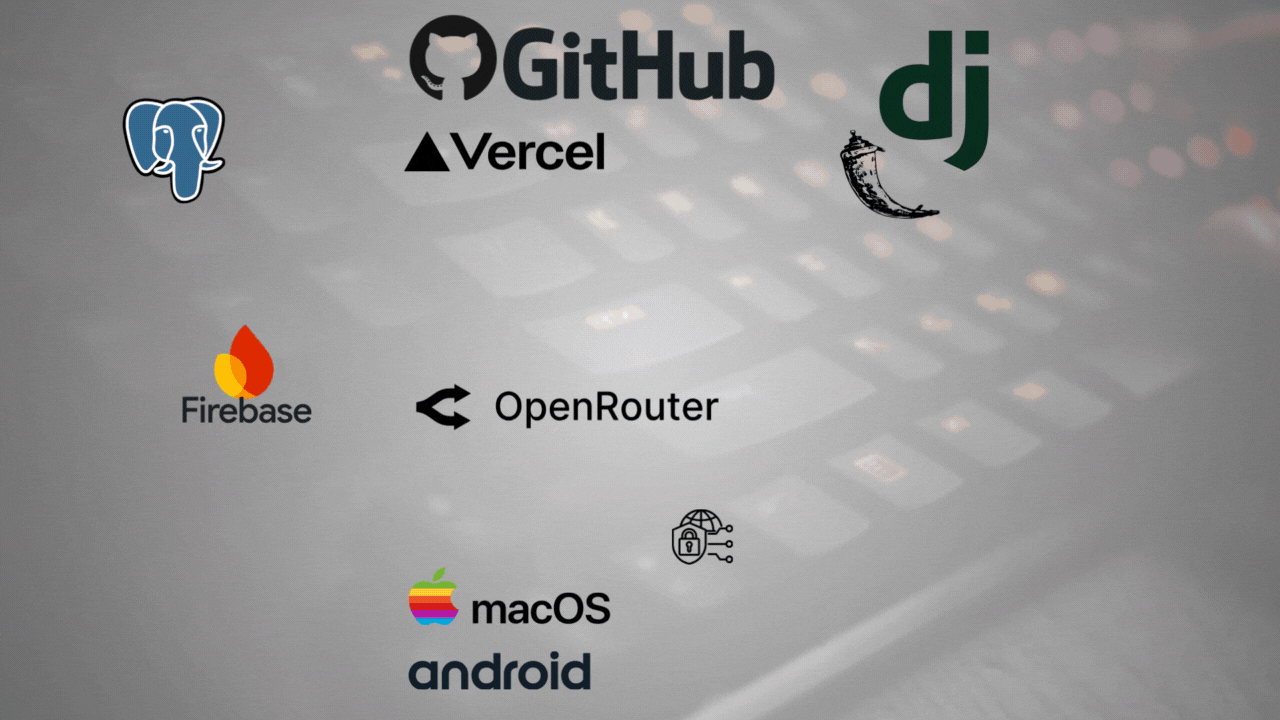 GitHub
dj
Vercel
Firebase
OpenRouter
macOS
android